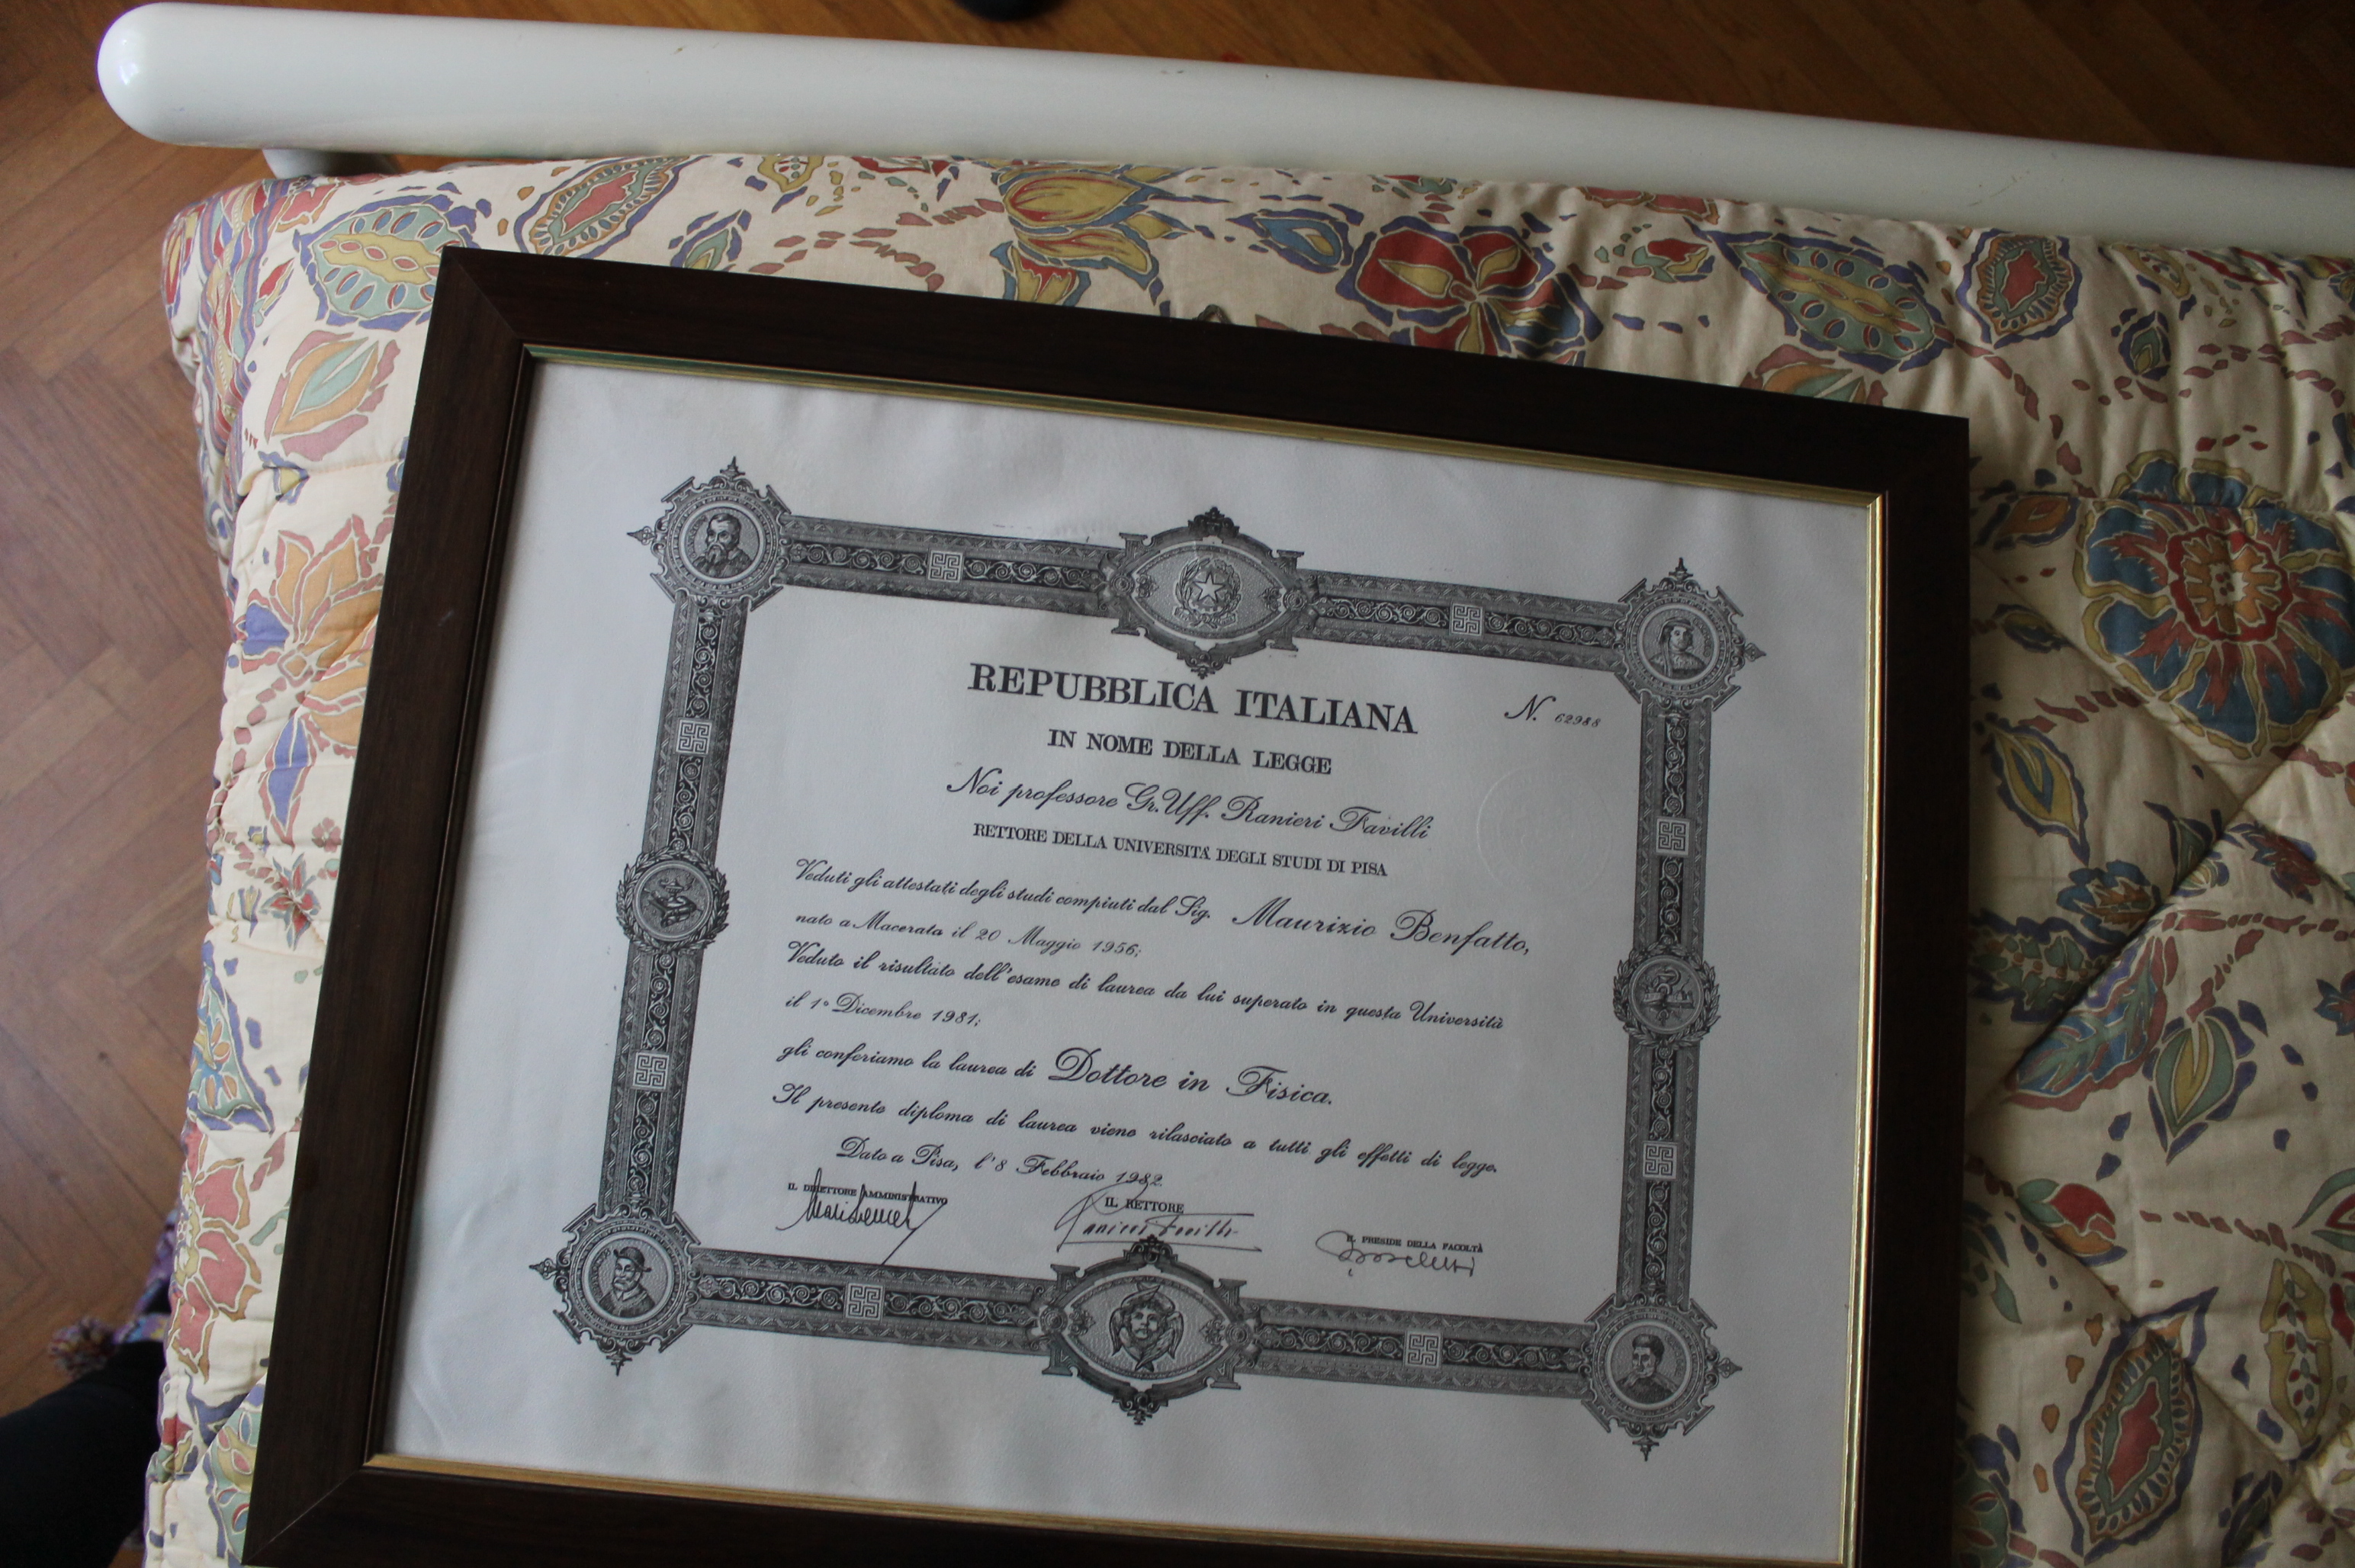 REPUBBLICA ITALIANA
N. 62988
IN NOME DELLA LEGGE
Noi professore Gr. Uff. Ranieri Favilli
RETTORE DELLA UNIVERSITA' DEGLI STUDI DI PISA
Veduti gli attestati degli studi compiuti dal Sig. Maurizio Benfatto,
nato a Macerata il 20 Maggio 1956;
Veduto il risultato dell'esame di laurea da lui superato in questa Università
il 1° Dicembre 1981;
gli conferiamo la laurea di Dottore in Fisica.
Il presente diploma di laurea viene rilasciato a tutti gli effetti di legge.
Dato a Pisa, l'8 Febbraio 1982
IL DIRETTORE AMMINISTRATIVO
IL RETTORE
Ranieri Favilli
IL PRESIDE DELLA FACOLTÀ